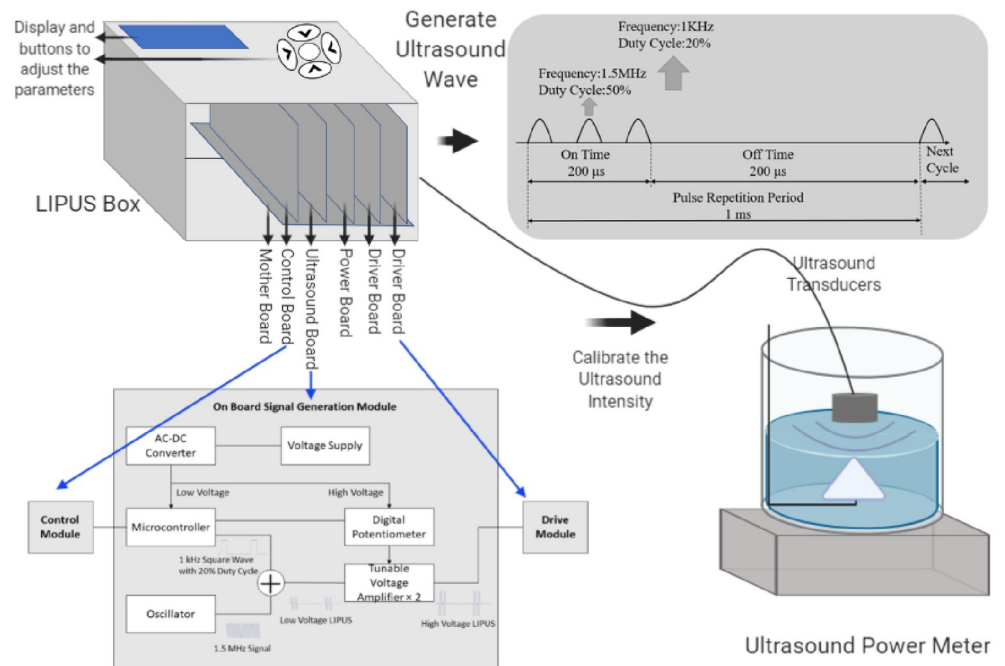 Display and
buttons to
adjust the
parameters
LIPUS Box
Generate
Ultrasound
Wave
Frequency:1KHz
Duty Cycle:20%
Frequency:1.5MHz
Duty Cycle:50%
On Time
200 μs
Off Time
200 μs
Next
Cycle
Pulse Repetition Period
1 ms
Mother Board
Control Board
Ultrasound Board
Power Board
Driver Board
Driver Board
Ultrasound
Transducers
Calibrate the
Ultrasound
Intensity
Ultrasound Power Meter
On Board Signal Generation Module
AC-DC
Converter
Voltage Supply
Low Voltage
High Voltage
Control
Module
Microcontroller
Digital
Potentiometer
Drive
Module
1 kHz Square Wave
with 20% Duty Cycle
Tunable
Voltage
Amplifier × 2
Oscillator
Low Voltage LIPUS
High Voltage LIPUS
1.5 MHz Signal